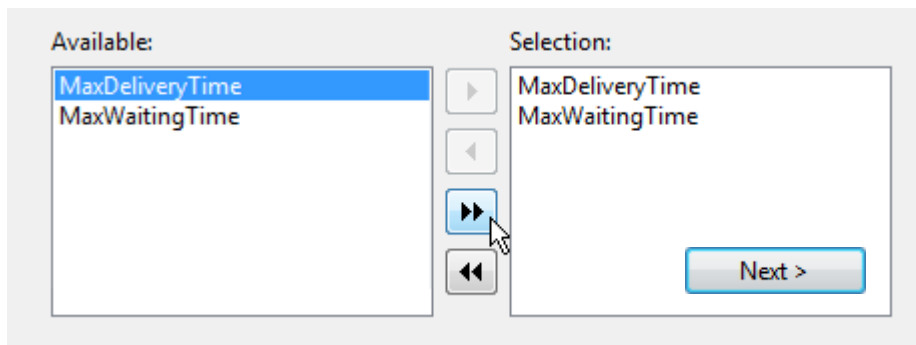 Available:
MaxDeliveryTime
MaxWaitingTime
Selection:
MaxDeliveryTime
MaxWaitingTime
Next >